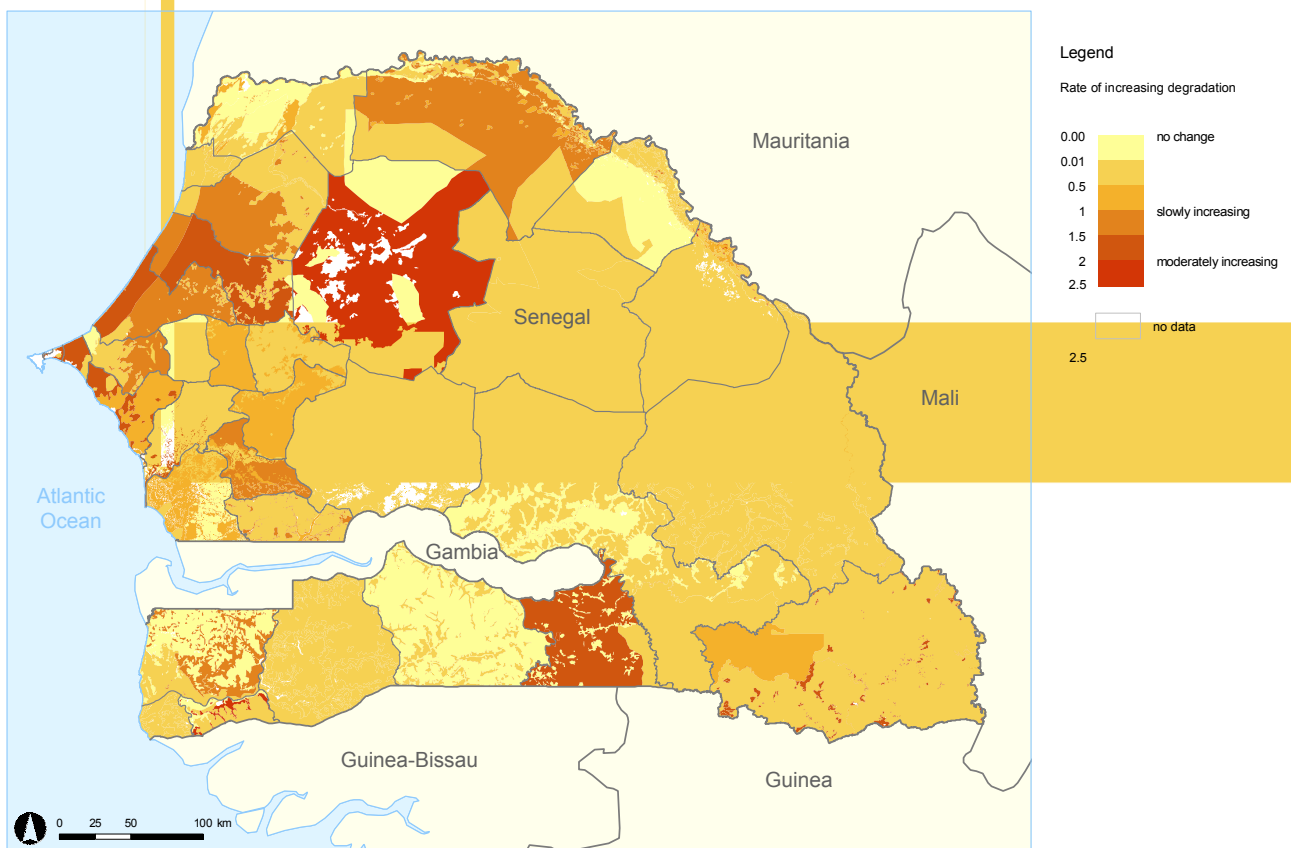 Legend
Rate of increasing degradation
0.00 no change
0.01
0.5
1 slowly increasing
1.5
2 moderately increasing
2.5
no data
2.5
Mauritania
Senegal
Mali
Atlantic
Ocean
Gambia
Guinea-Bissau
Guinea
0 25 50 100 km